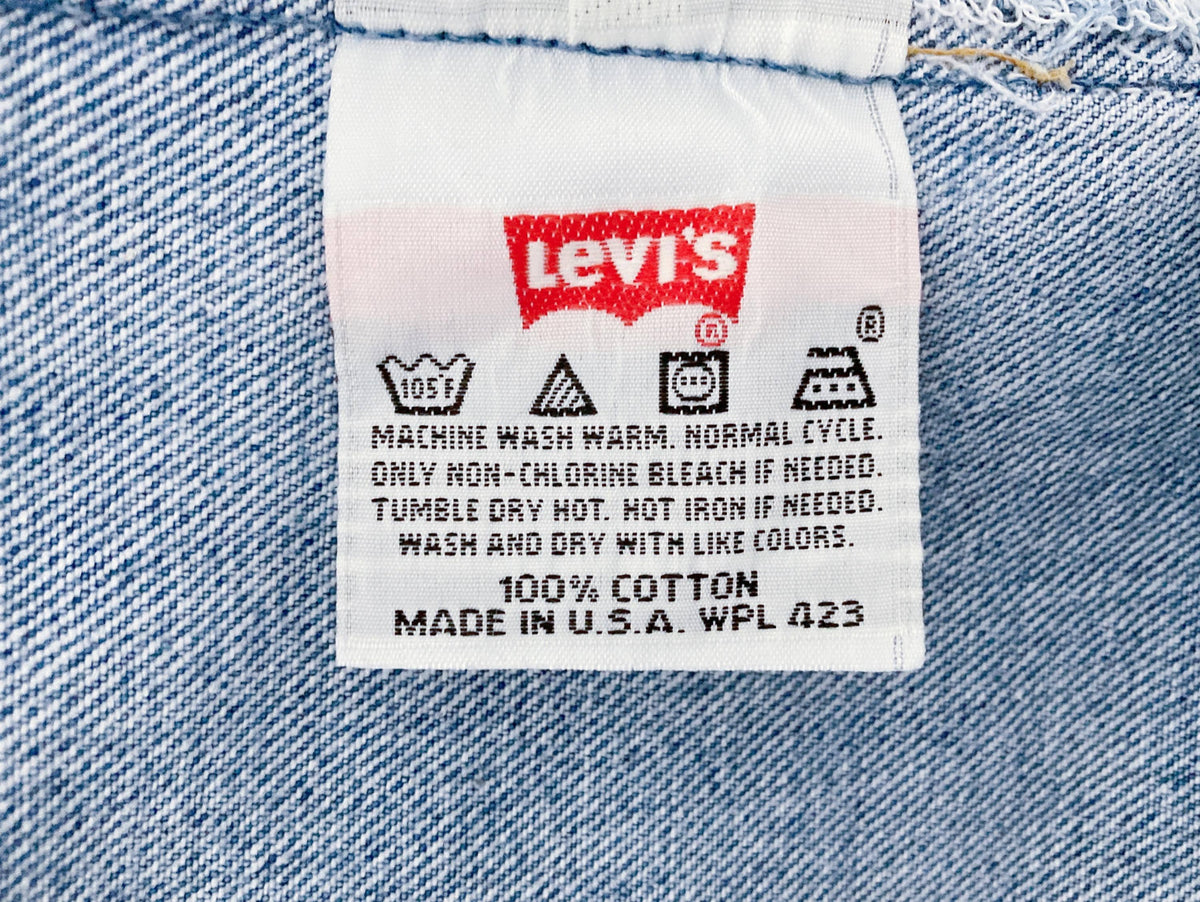 Levi's
®
®
105°F
MACHINE WASH WARM. NORMAL CYCLE.
ONLY NON-CHLORINE BLEACH IF NEEDED.
TUMBLE DRY HOT. HOT IRON IF NEEDED.
WASH AND DRY WITH LIKE COLORS.
100% COTTON
MADE IN U.S.A. WPL 423